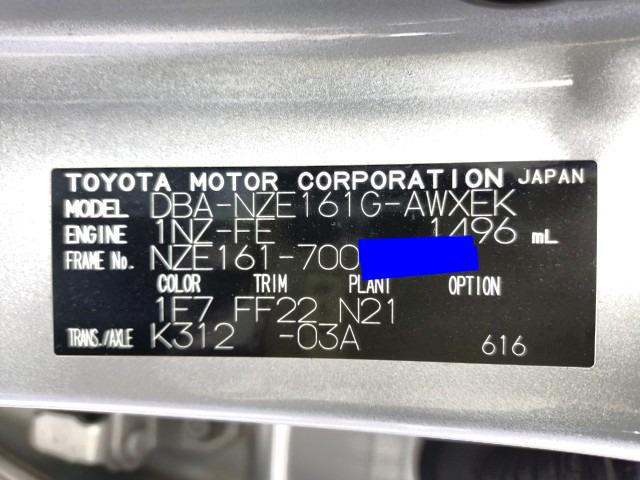 TOYOTA MOTOR CORPORATION JAPAN
MODEL DBA-NZE161G-AWXEK
ENGINE 1NZ-FE 1496 mL
FRAME No. NZE161-700
COLOR TRIM PLANT OPTION
1E7 FF22 N21
TRANS./AXLE K312 -03A 616